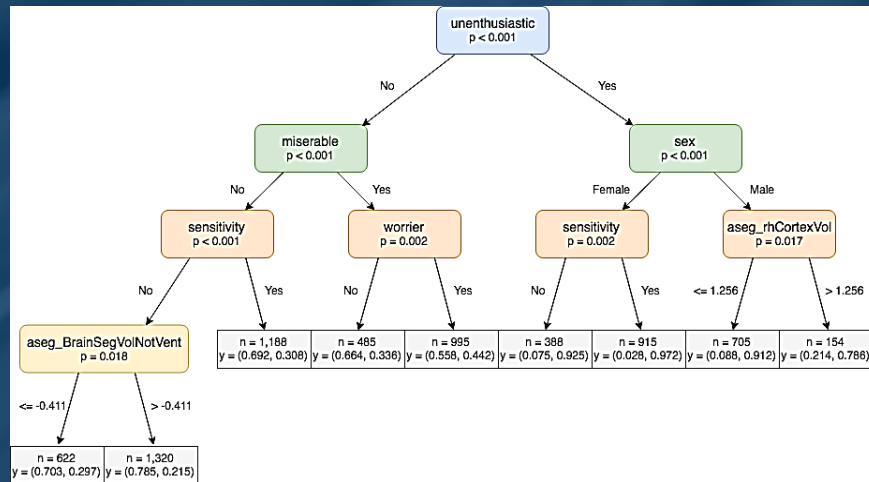 unenthusiastic
p < 0.001
No
Yes
miserable
p < 0.001
sex
p < 0.001
No
Yes
Female
Male
sensitivity
p < 0.001
worrier
p = 0.002
sensitivity
p = 0.002
aseg_rhCortexVol
p = 0.017
No
Yes
No
Yes
No
Yes
<= 1.256
> 1.256
aseg_BrainSegVolNotVent
p = 0.018
n = 1,188
y = (0.692, 0.308)
n = 485
y = (0.664, 0.336)
n = 995
y = (0.558, 0.442)
n = 388
y = (0.075, 0.925)
n = 915
y = (0.028, 0.972)
n = 705
y = (0.088, 0.912)
n = 154
y = (0.214, 0.786)
<= -0.411
> -0.411
n = 622
y = (0.703, 0.297)
n = 1,320
y = (0.785, 0.215)